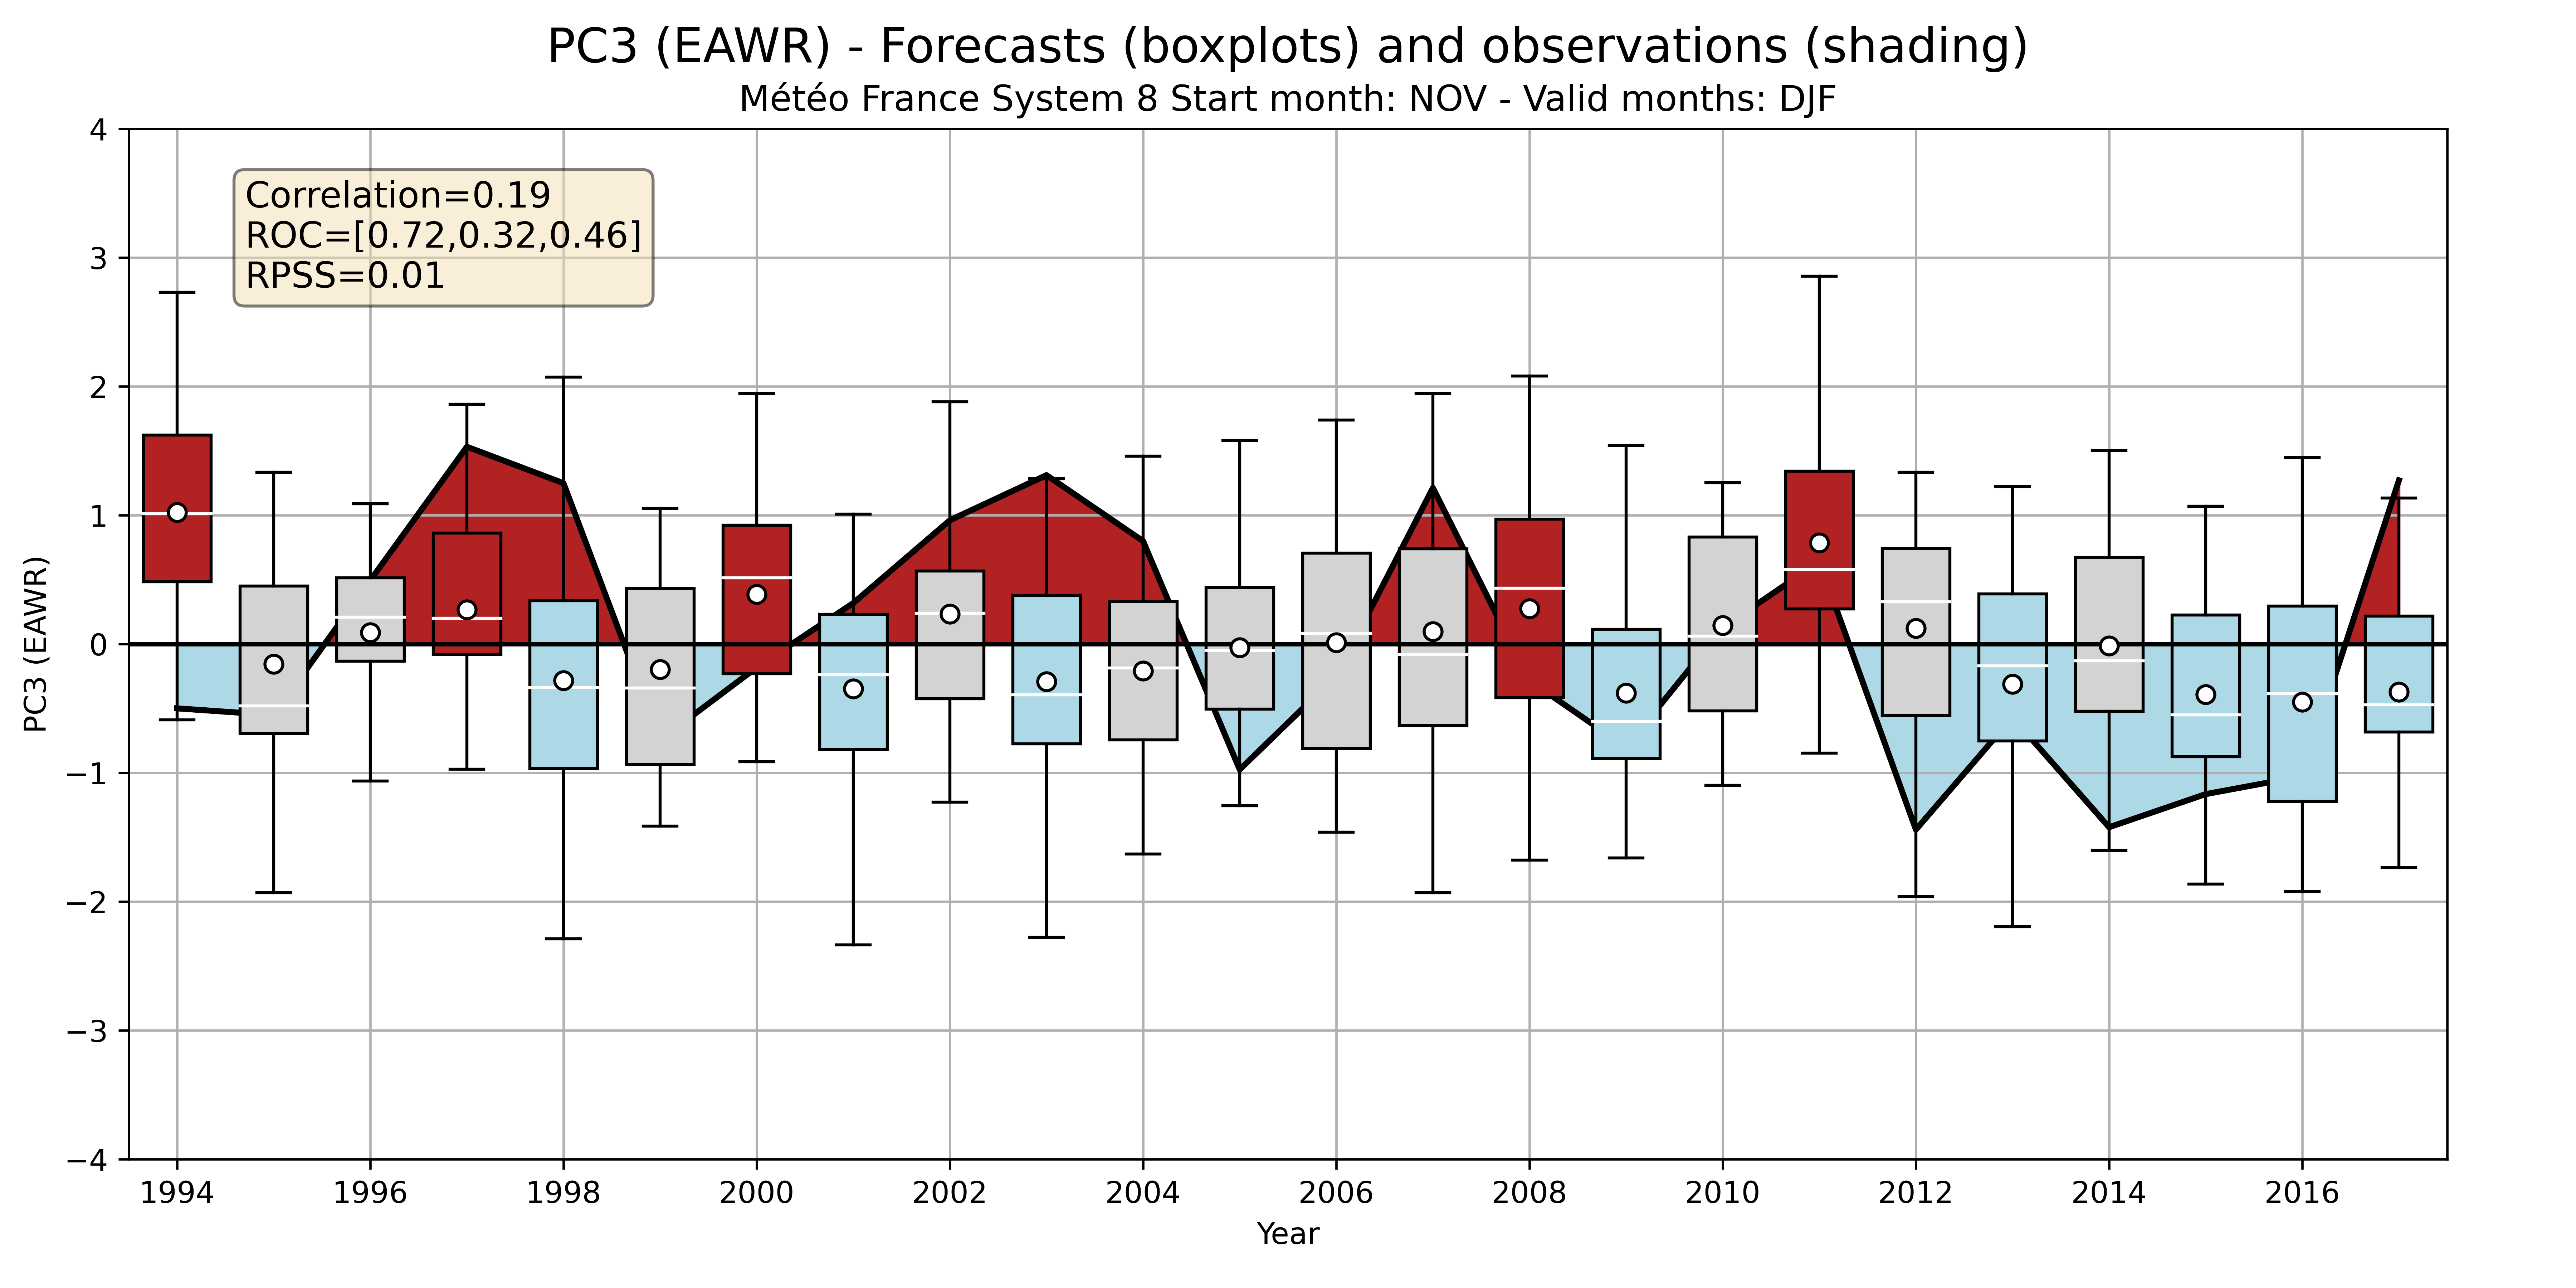 PC3 (EAWR) - Forecasts (boxplots) and observations (shading)
Météo France System 8 Start month: NOV - Valid months: DJF
Correlation=0.19
ROC=[0.72,0.32,0.46]
RPSS=0.01
PC3 (EAWR)
4
3
2
1
0
−1
−2
−3
−4
1994 1996 1998 2000 2002 2004 2006 2008 2010 2012 2014 2016
Year